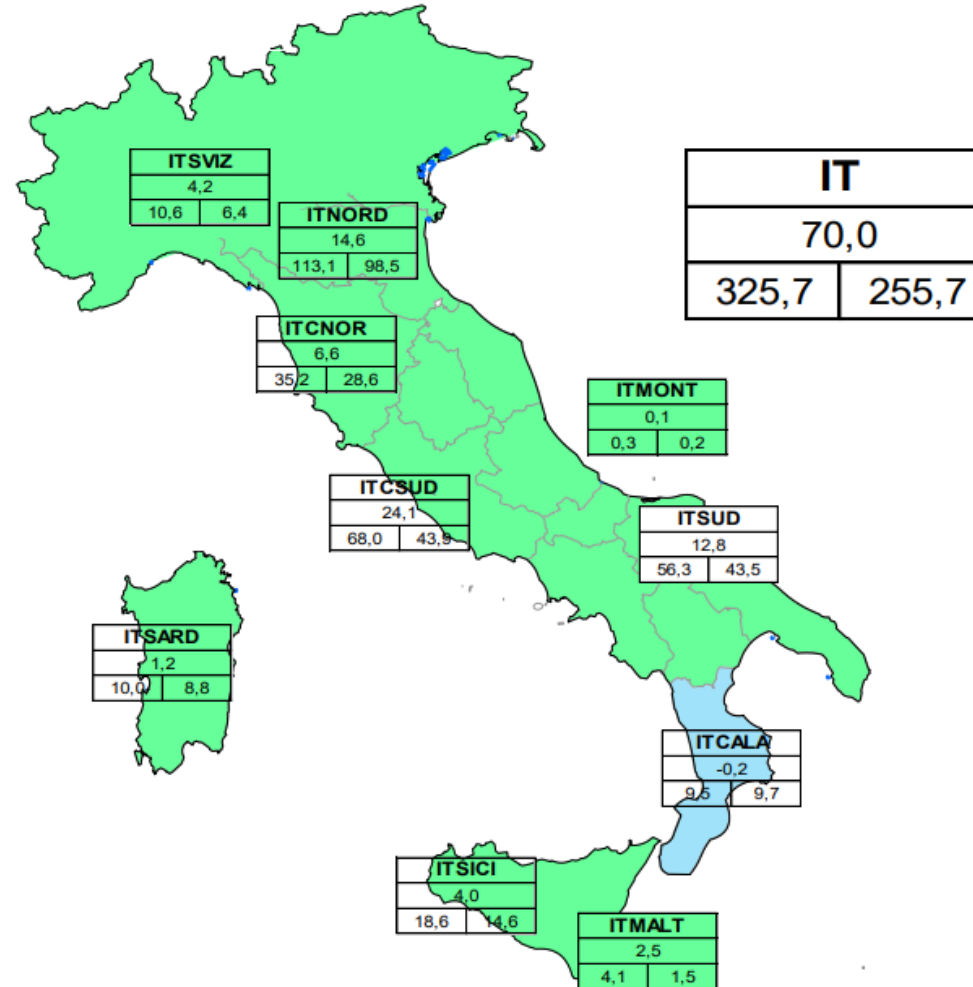 ITSVIZ
4,2
10,6 6,4
IT
70,0
325,7 255,7
ITNORD
14,6
113,1 98,5
ITCNOR
6,6
35,2 28,6
ITMONT
0,1
0,3 0,2
ITCSUD
24,1
68,0 43,9
ITSUD
12,8
56,3 43,5
ITSARD
1,2
10,0 8,8
ITCALA
-0,2
9,5 9,7
ITSICI
4,0
18,6 14,6
ITMALT
2,5
4,1 1,5